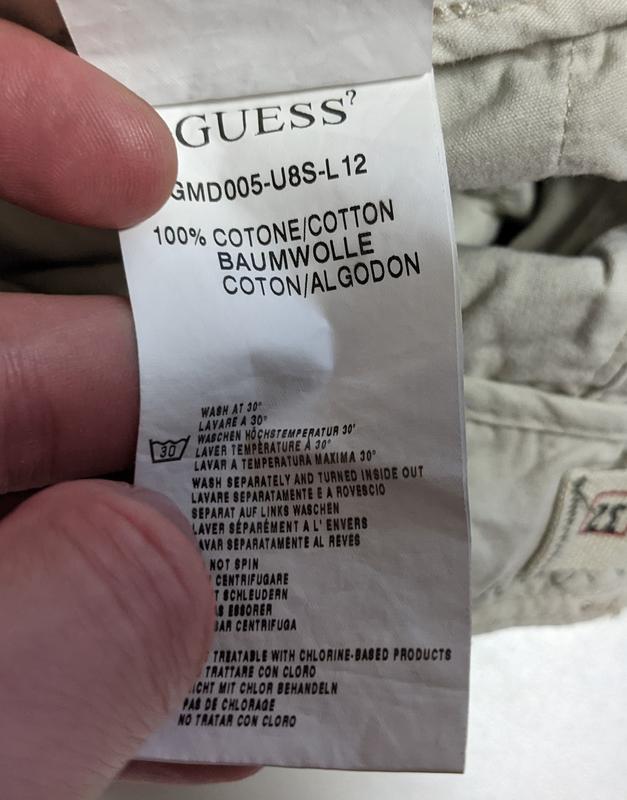 GUESS?
GMD005-U8S-L12
100% COTONE/COTTON
BAUMWOLLE
COTON/ALGODON
WASH AT 30°
LAVARE A 30°
WASCHEN HÖCHSTEMPERATUR 30°
30 LAVER TEMPÈRATURE À 30°
LAVAR A TEMPERATURA MAXIMA 30°
WASH SEPARATELY AND TURNED INSIDE OUT
LAVARE SEPARATAMENTE E A ROVESCIO
SEPARAT AUF LINKS WASCHEN
LAVER SÉPARÉMENT A L' ENVERS
LAVAR SEPARATAMENTE AL REVES
NOT SPIN
CENTRIFUGARE
SCHLEUDERN
ESSORER
CENTRIFUGA
TREATABLE WITH CHLORINE-BASED PRODUCTS
TRATTARE CON CLORO
NICHT MIT CHLOR BEHANDELN
PAS DE CHLORAGE
NO TRATAR CON CLORO